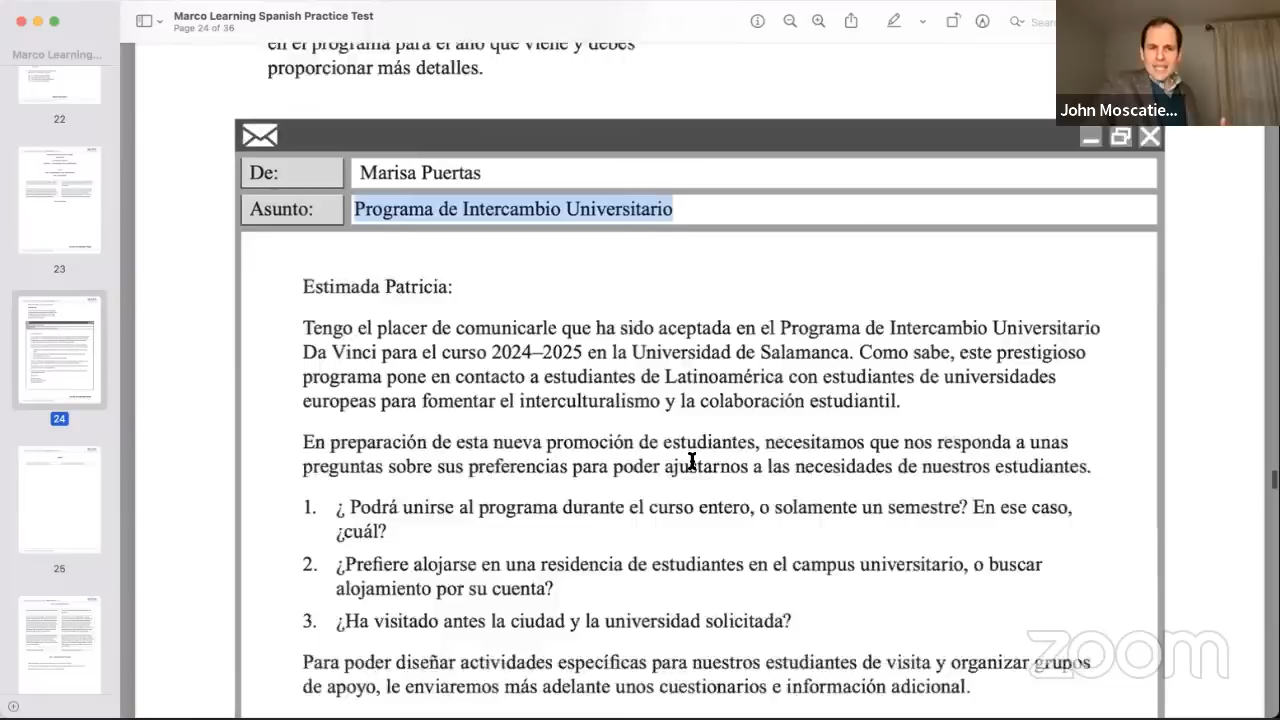 Marco Learning Spanish Practice Test
Page 24 of 36
Sear
Marco Learning...
22
23
24
25
John Moscatie...
en el programa para el año que viene y debes
proporcionar más detalles.
De: Marisa Puertas
Asunto: Programa de Intercambio Universitario
Estimada Patricia:
Tengo el placer de comunicarle que ha sido aceptada en el Programa de Intercambio Universitario
Da Vinci para el curso 2024–2025 en la Universidad de Salamanca. Como sabe, este prestigioso
programa pone en contacto a estudiantes de Latinoamérica con estudiantes de universidades
europeas para fomentar el interculturalismo y la colaboración estudiantil.
En preparación de esta nueva promoción de estudiantes, necesitamos que nos responda a unas
preguntas sobre sus preferencias para poder ajustarnos a las necesidades de nuestros estudiantes.
1. ¿ Podrá unirse al programa durante el curso entero, o solamente un semestre? En ese caso,
¿cuál?
2. ¿Prefiere alojarse en una residencia de estudiantes en el campus universitario, o buscar
alojamiento por su cuenta?
3. ¿Ha visitado antes la ciudad y la universidad solicitada?
Para poder diseñar actividades específicas para nuestros estudiantes de visita y organizar grupos
de apoyo, le enviaremos más adelante unos cuestionarios e información adicional.
zoom